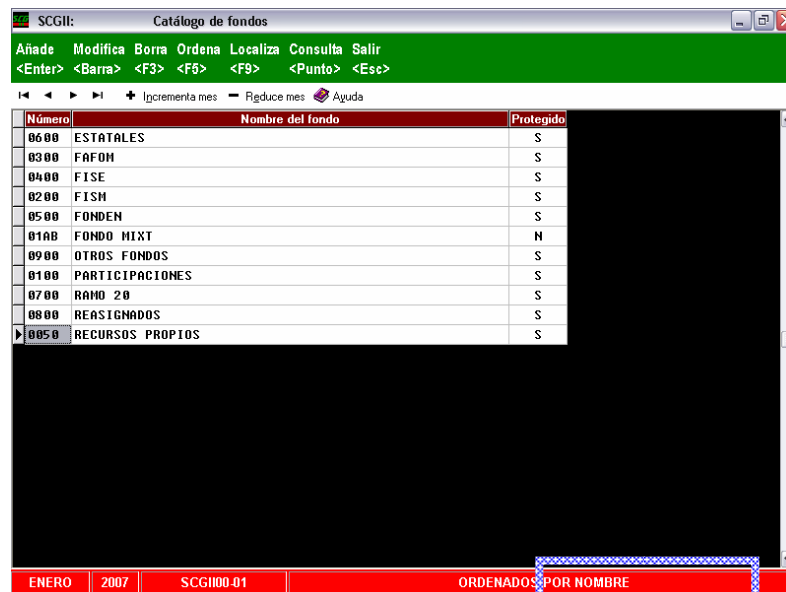 SCG SCGII: Catálogo de fondos
Añade Modifica Borra Ordena Localiza Consulta Salir
<Enter> <Barra> <F3> <F5> <F9> <Punto> <Esc>
Incrementa mes Reduce mes Ayuda
Número Nombre del fondo Protegido
0600 ESTATALES S
0300 FAFOM S
0400 FISE S
0200 FISM S
0500 FONDEN S
01AB FONDO MIXT N
0900 OTROS FONDOS S
0100 PARTICIPACIONES S
0700 RAMO 20 S
0800 REASIGNADOS S
0050 RECURSOS PROPIOS S
ENERO 2007 SCGII00-01 ORDENADOS POR NOMBRE